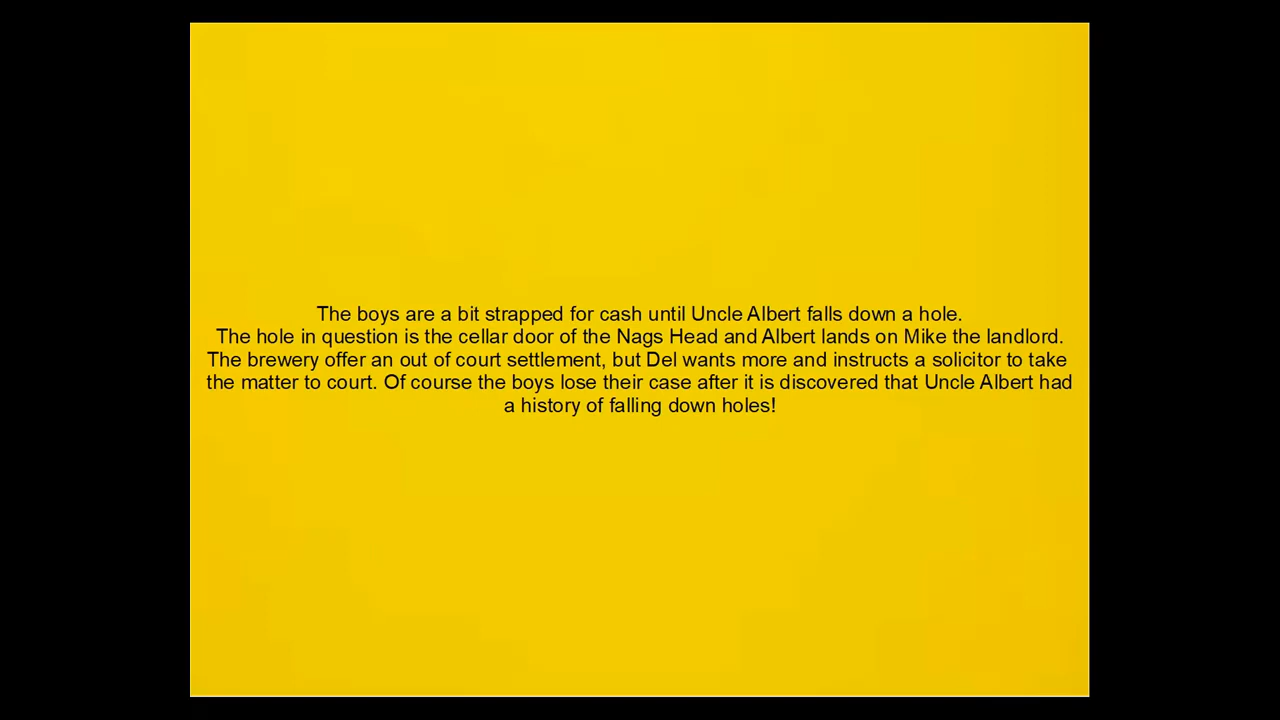 The boys are a bit strapped for cash until Uncle Albert falls down a hole.
The hole in question is the cellar door of the Nags Head and Albert lands on Mike the landlord.
The brewery offer an out of court settlement, but Del wants more and instructs a solicitor to take
the matter to court. Of course the boys lose their case after it is discovered that Uncle Albert had
a history of falling down holes!